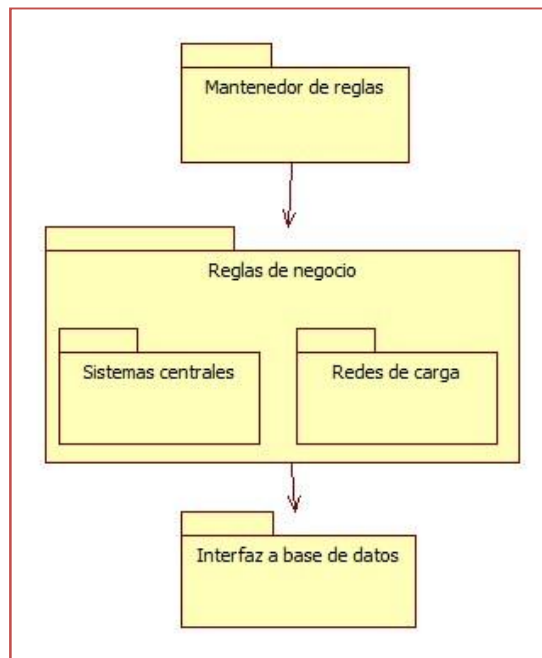 Mantenedor de reglas
Reglas de negocio
Sistemas centrales
Redes de carga
Interfaz a base de datos